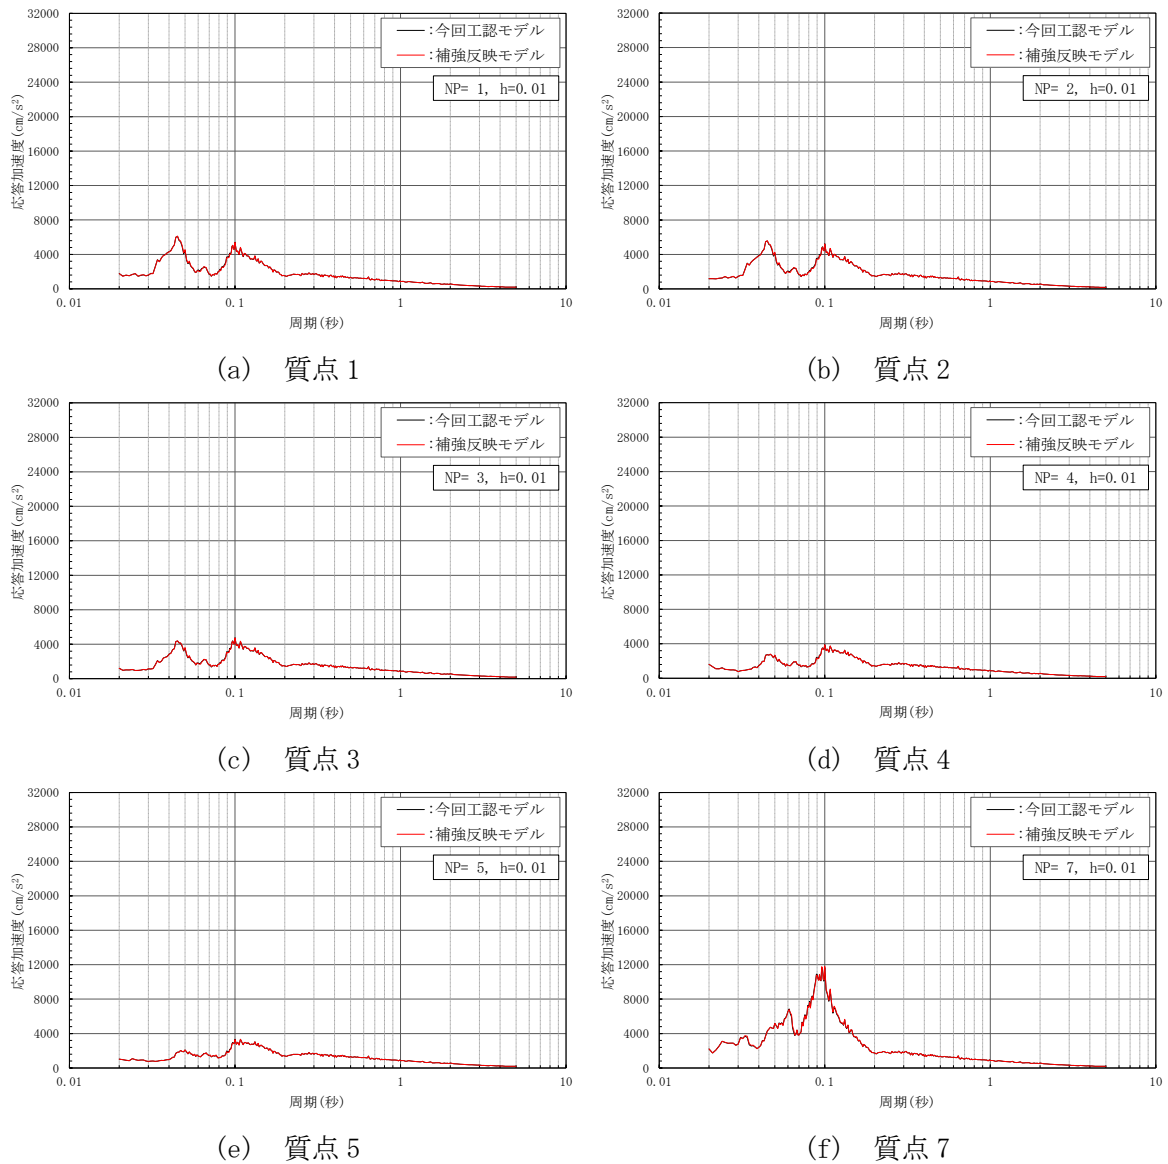 32000
28000
24000
20000
16000
12000
8000
4000
0
応答加速度(cm/s²)
0.01
0.1
1
10
周期(秒)
:今回工認モデル
:補強反映モデル
NP= 1, h=0.01
(a) 質点 1
32000
28000
24000
20000
16000
12000
8000
4000
0
応答加速度(cm/s²)
0.01
0.1
1
10
周期(秒)
:今回工認モデル
:補強反映モデル
NP= 2, h=0.01
(b) 質点 2
32000
28000
24000
20000
16000
12000
8000
4000
0
応答加速度(cm/s²)
0.01
0.1
1
10
周期(秒)
:今回工認モデル
:補強反映モデル
NP= 3, h=0.01
(c) 質点 3
32000
28000
24000
20000
16000
12000
8000
4000
0
応答加速度(cm/s²)
0.01
0.1
1
10
周期(秒)
:今回工認モデル
:補強反映モデル
NP= 4, h=0.01
(d) 質点 4
32000
28000
24000
20000
16000
12000
8000
4000
0
応答加速度(cm/s²)
0.01
0.1
1
10
周期(秒)
:今回工認モデル
:補強反映モデル
NP= 5, h=0.01
(e) 質点 5
32000
28000
24000
20000
16000
12000
8000
4000
0
応答加速度(cm/s²)
0.01
0.1
1
10
周期(秒)
:今回工認モデル
:補強反映モデル
NP= 7, h=0.01
(f) 質点 7